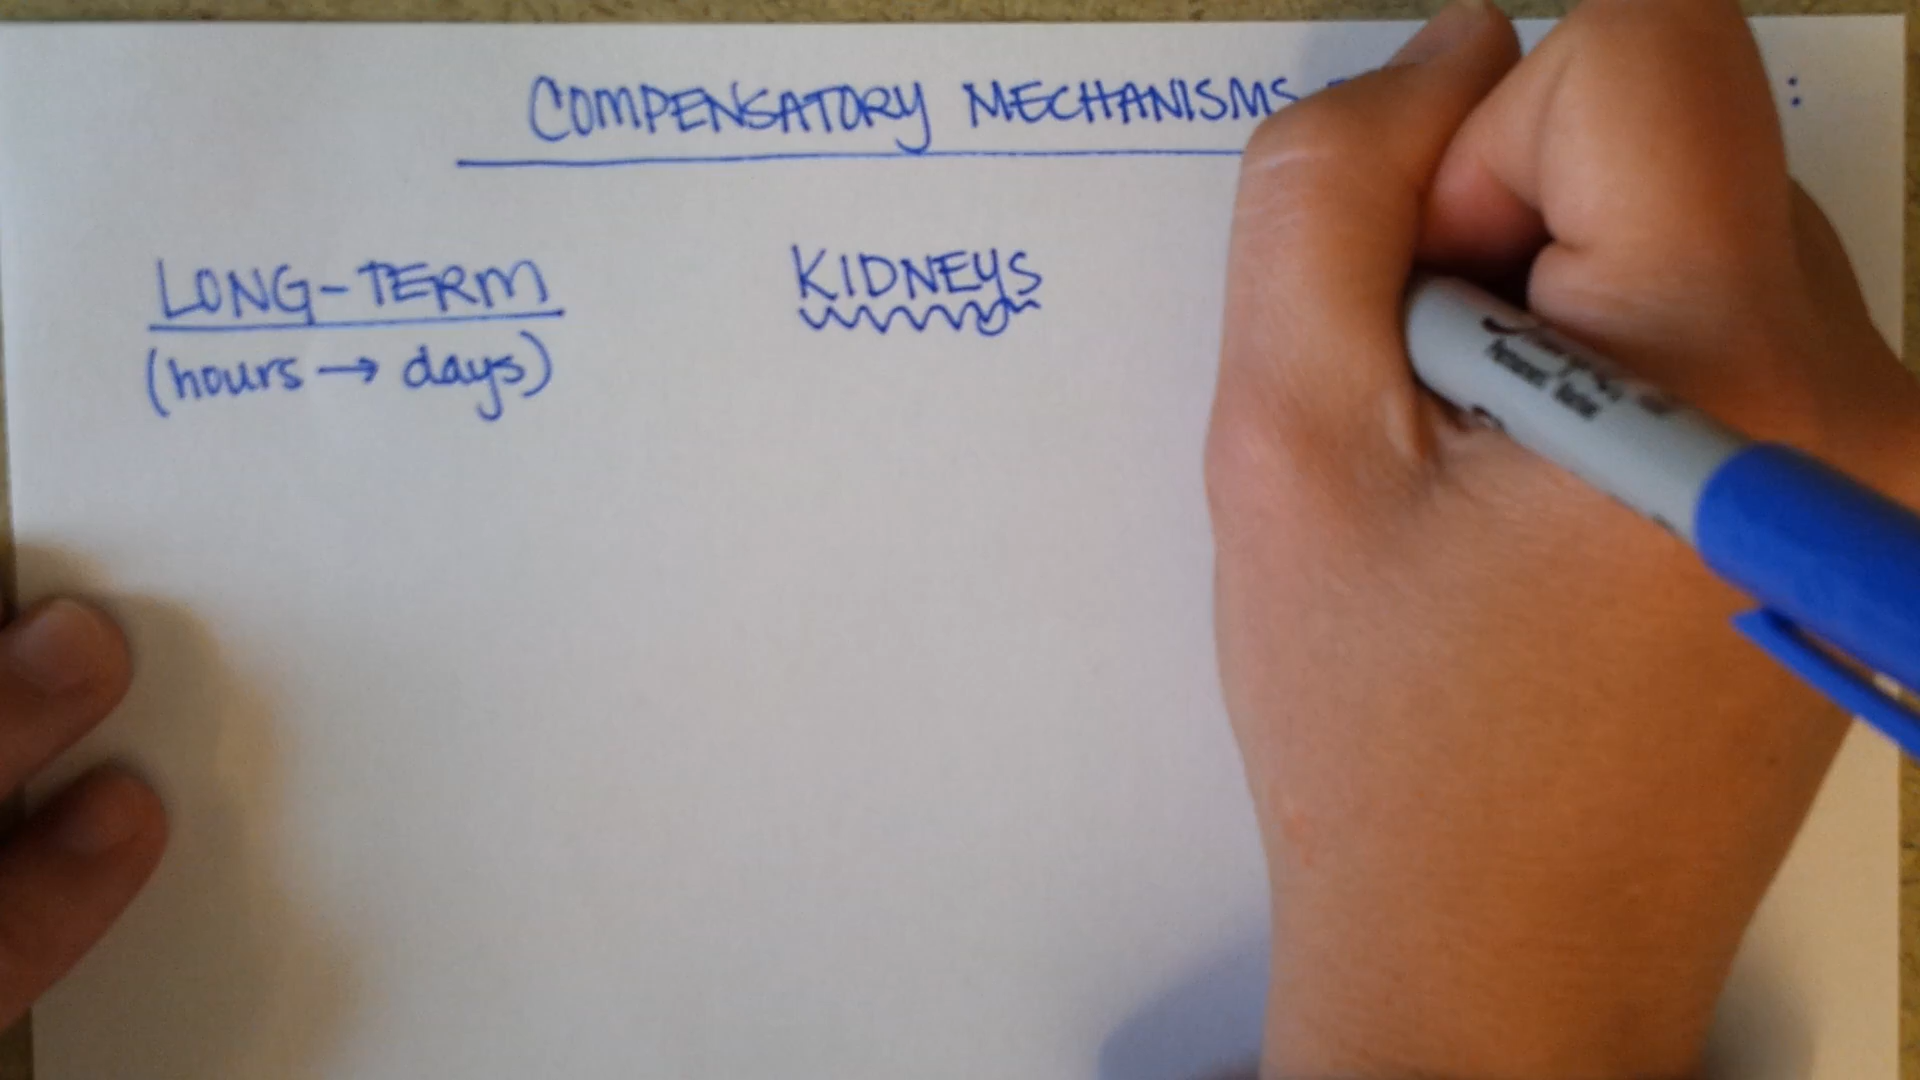 COMPENSATORY MECHANISMS :
LONG-TERM
KIDNEYS
(hours → days)